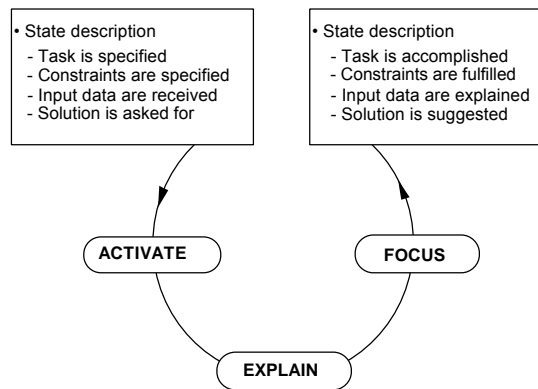 • State description
- Task is specified
- Constraints are specified
- Input data are received
- Solution is asked for
• State description
- Task is accomplished
- Constraints are fulfilled
- Input data are explained
- Solution is suggested
ACTIVATE
FOCUS
EXPLAIN